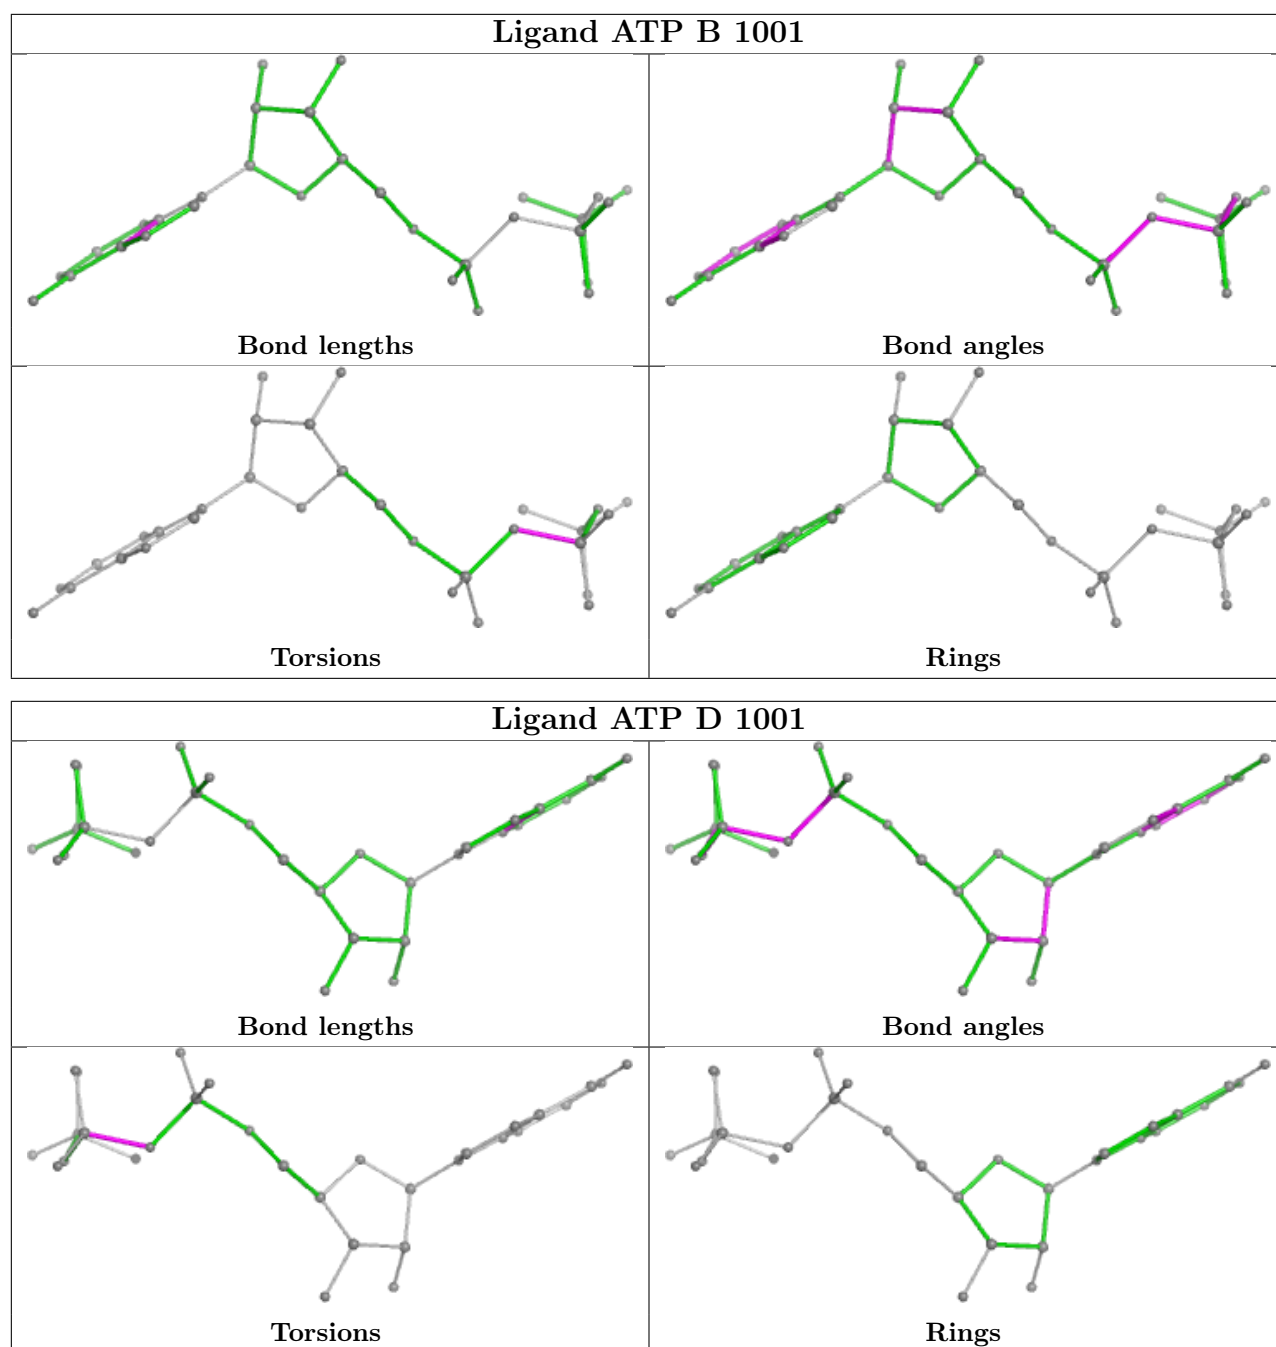 Ligand ATP B 1001
Bond lengths
Bond angles
Torsions
Rings
Ligand ATP D 1001
Bond lengths
Bond angles
Torsions
Rings